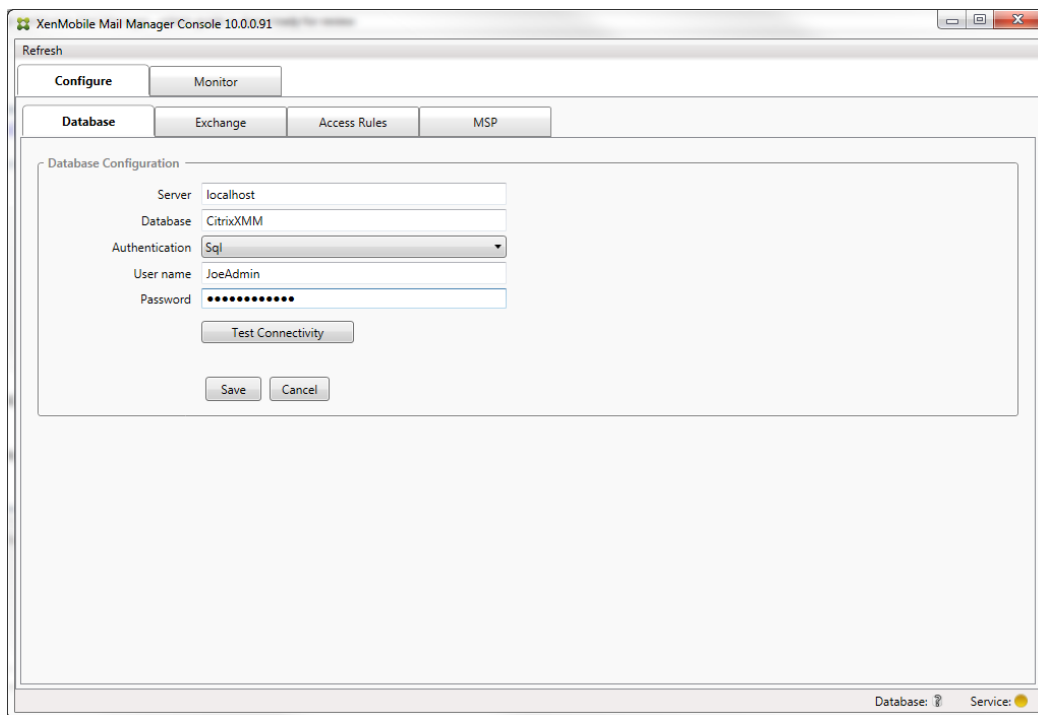 XenMobile Mail Manager Console 10.0.0.91
Refresh
Configure Monitor
Database Exchange Access Rules MSP
Database Configuration
Server localhost
Database CitrixXMM
Authentication Sql
User name JoeAdmin
Password ●●●●●●●●●●●●
Test Connectivity
Save Cancel
Database: Service: